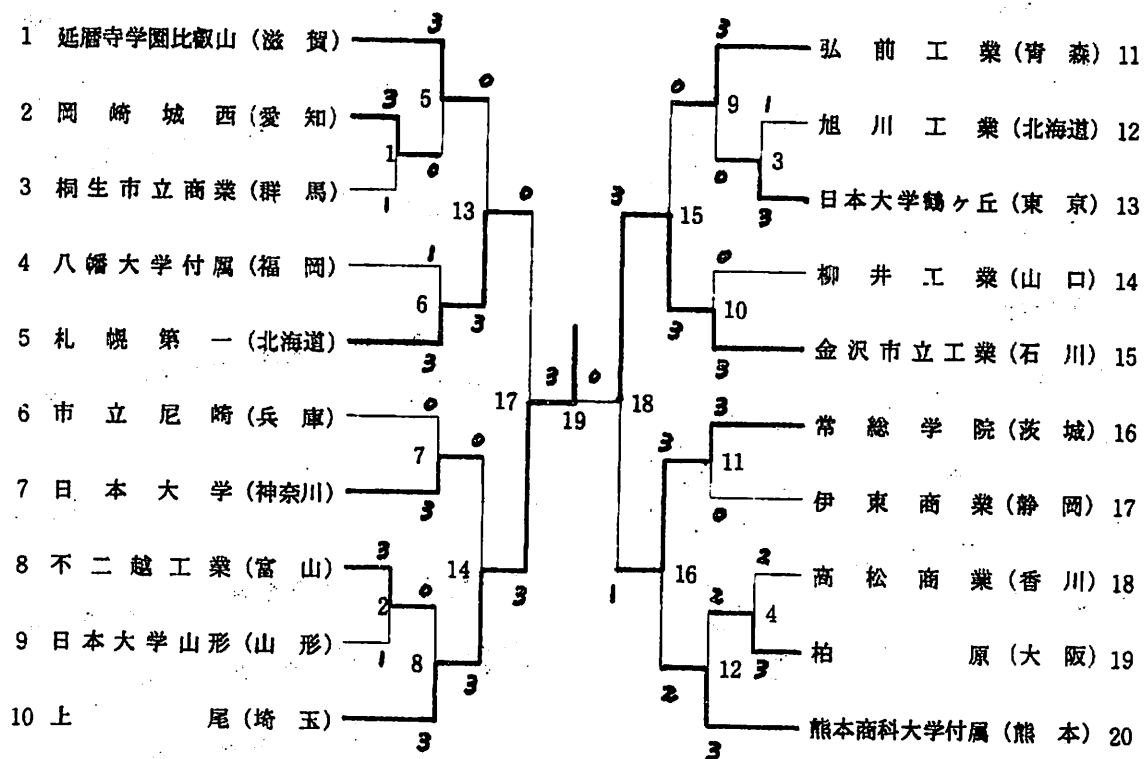 1 延暦寺学園比叡山 (滋賀)
2 岡崎城西 (愛知)
3 桐生市立商業 (群馬)
4 八幡大学付属 (福岡)
5 札幌第一 (北海道)
6 市立尼崎 (兵庫)
7 日本大学 (神奈川)
8 不二越工業 (富山)
9 日本大学山形 (山形)
10 上尾 (埼玉)
3
0
5
3
1
0
1
13
0
1
6
3
3
0
7
0
3
17
3
0
19
14
3
3
2
0
1
8
3
3
3
0
9
1
3
0
3
3
15
0
10
3
3
18
3
3
11
0
1
16
2
2
4
12
3
2
3
弘前工業 (青森) 11
旭川工業 (北海道) 12
日本大学鶴ヶ丘 (東京) 13
柳井工業 (山口) 14
金沢市立工業 (石川) 15
常総学院 (茨城) 16
伊東商業 (静岡) 17
高松商業 (香川) 18
柏原 (大阪) 19
熊本商科大学付属 (熊本) 20